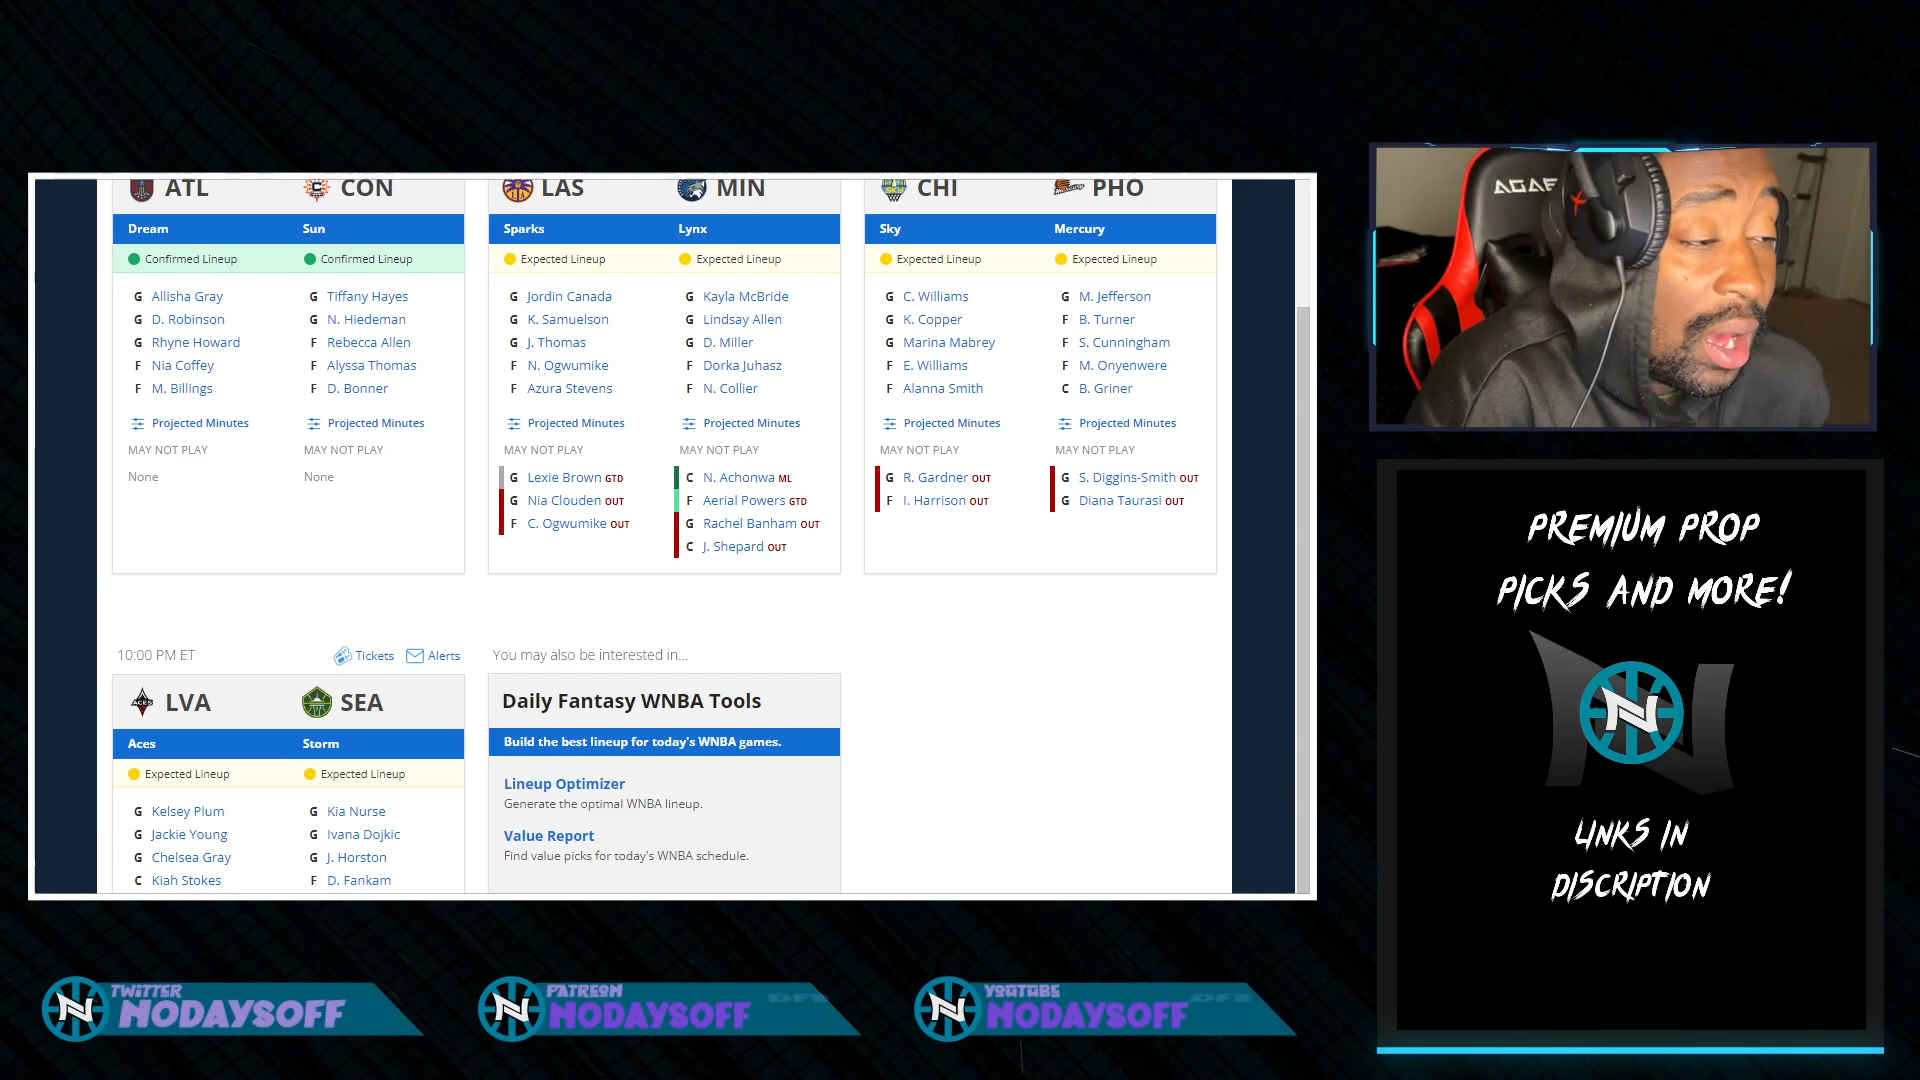 ATL CON
Dream Sun
Confirmed Lineup Confirmed Lineup
G Allisha Gray G Tiffany Hayes
G D. Robinson G N. Hiedeman
G Rhyne Howard F Rebecca Allen
F Nia Coffey F Alyssa Thomas
F M. Billings F D. Bonner
Projected Minutes Projected Minutes
MAY NOT PLAY MAY NOT PLAY
None None
LAS MIN
Sparks Lynx
Expected Lineup Expected Lineup
G Jordin Canada G Kayla McBride
G K. Samuelson G Lindsay Allen
G J. Thomas G D. Miller
F N. Ogwumike F Dorka Juhasz
F Azura Stevens F N. Collier
Projected Minutes Projected Minutes
MAY NOT PLAY MAY NOT PLAY
G Lexie Brown GTD C N. Achonwa ML
G Nia Clouden OUT F Aerial Powers GTD
F C. Ogwumike OUT G Rachel Banham OUT
C J. Shepard OUT
CHI PHO
Sky Mercury
Expected Lineup Expected Lineup
G C. Williams G M. Jefferson
G K. Copper F B. Turner
G Marina Mabrey F S. Cunningham
F E. Williams F M. Onyenwere
F Alanna Smith C B. Griner
Projected Minutes Projected Minutes
MAY NOT PLAY MAY NOT PLAY
G R. Gardner OUT G S. Diggins-Smith OUT
F I. Harrison OUT G Diana Taurasi OUT
10:00 PM ET Tickets Alerts
LVA SEA
Aces Storm
Expected Lineup Expected Lineup
G Kelsey Plum G Kia Nurse
G Jackie Young G Ivana Dojkic
G Chelsea Gray G J. Horston
C Kiah Stokes F D. Fankam
You may also be interested in...
Daily Fantasy WNBA Tools
Build the best lineup for today's WNBA games.
Lineup Optimizer
Generate the optimal WNBA lineup.
Value Report
Find value picks for today's WNBA schedule.
PREMIUM PROP
PICKS AND MORE!
LINKS IN
DISCRIPTION
TWITTER
NODAYSOFF
PATREON
NODAYSOFF
DFS
YOUTUBE
NODAYSOFF
DFS